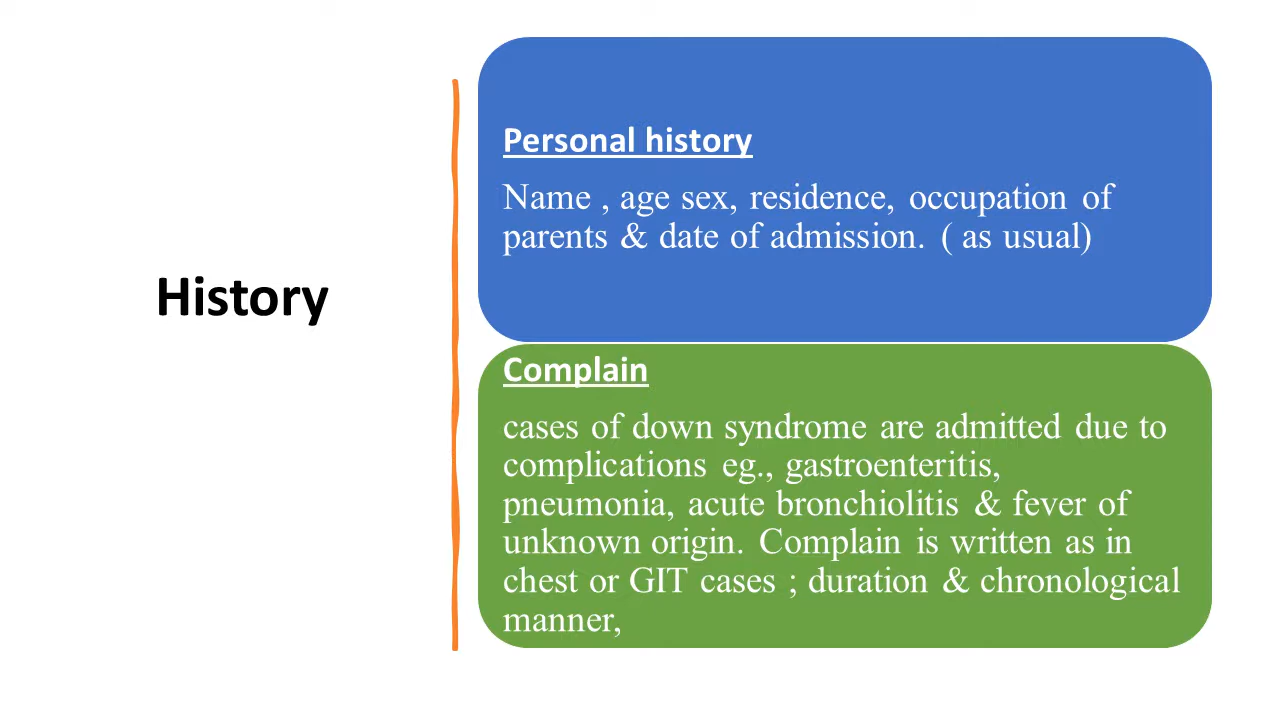 History
Personal history
Name , age sex, residence, occupation of
parents & date of admission. ( as usual)
Complain
cases of down syndrome are admitted due to
complications eg., gastroenteritis,
pneumonia, acute bronchiolitis & fever of
unknown origin. Complain is written as in
chest or GIT cases ; duration & chronological
manner,